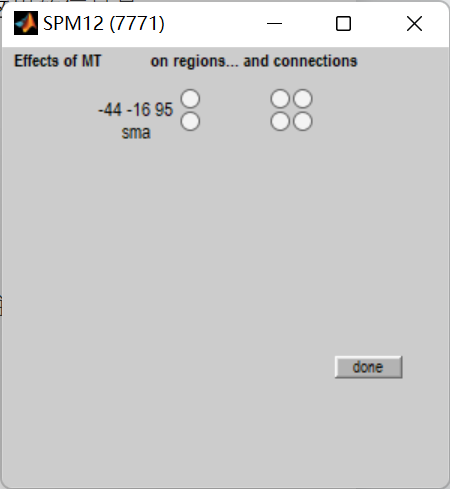 SPM12 (7771)
Effects of MT on regions... and connections
-44 -16 95
sma
done